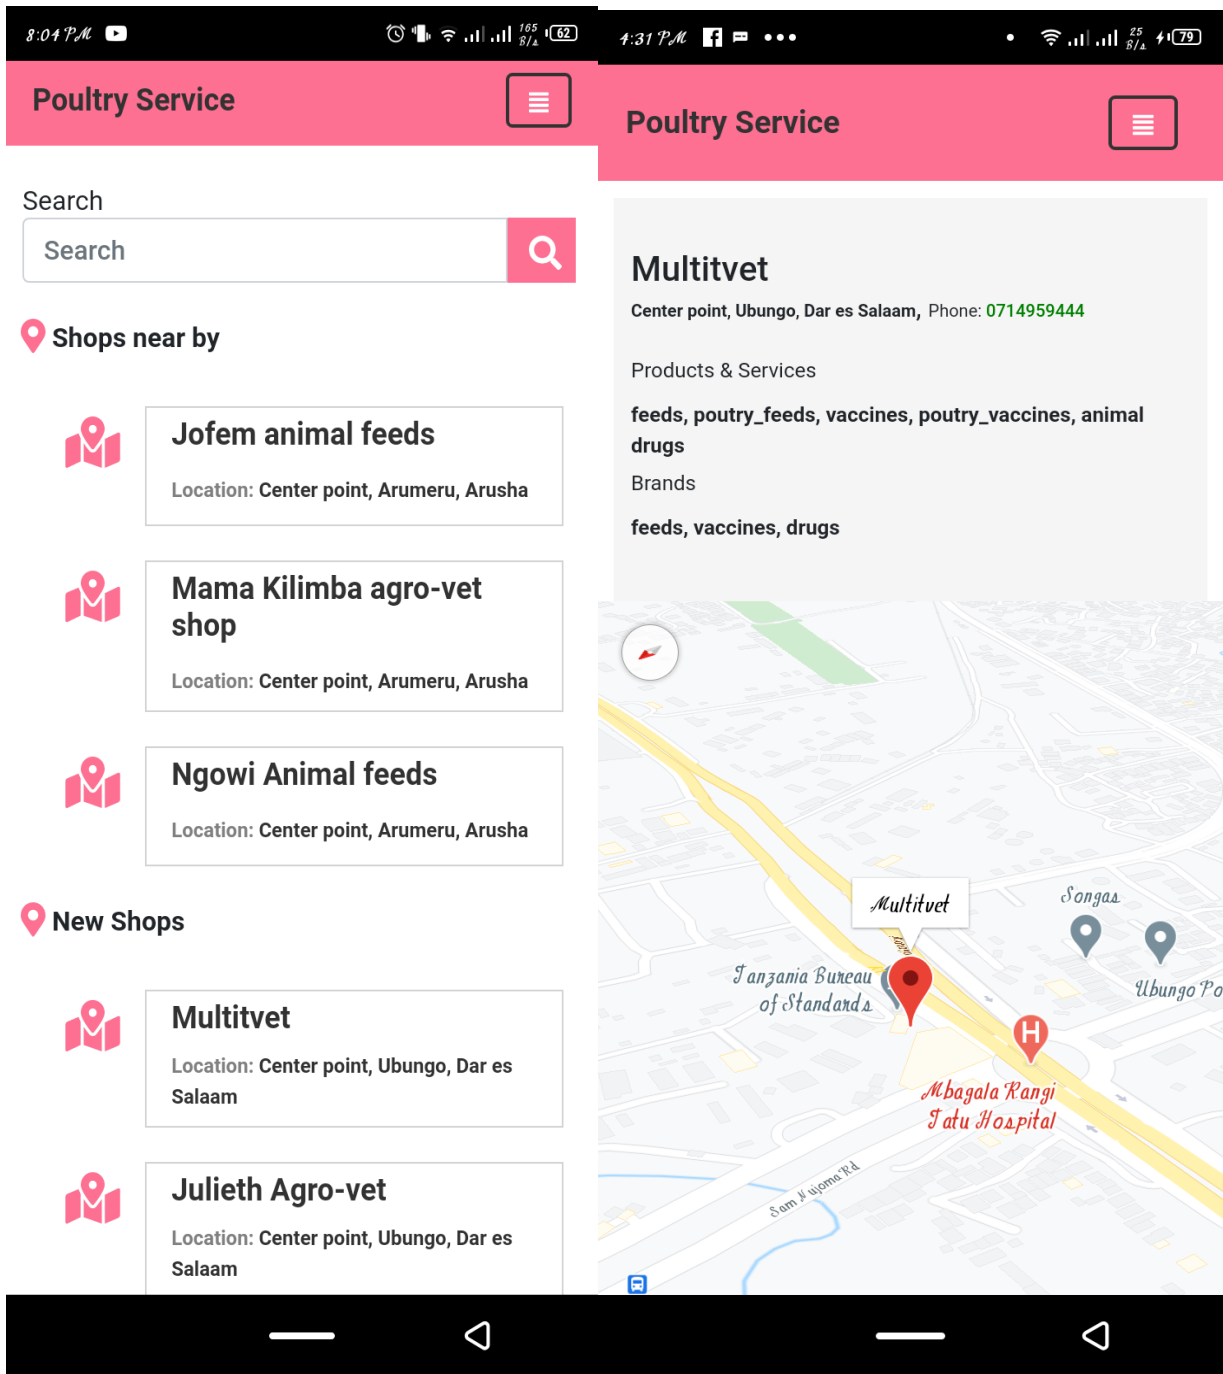 8:04 PM
165 B/s
62
Poultry Service
Search
Search
Shops near by
Jofem animal feeds
Location: Center point, Arumeru, Arusha
Mama Kilimba agro-vet
shop
Location: Center point, Arumeru, Arusha
Ngowi Animal feeds
Location: Center point, Arumeru, Arusha
New Shops
Multitvet
Location: Center point, Ubungo, Dar es
Salaam
Julieth Agro-vet
Location: Center point, Ubungo, Dar es
Salaam
4:31 PM
25 B/s
79
Poultry Service
Multitvet
Center point, Ubungo, Dar es Salaam, Phone: 0714959444
Products & Services
feeds, poutry_feeds, vaccines, poutry_vaccines, animal
drugs
Brands
feeds, vaccines, drugs
Multitvet
Songas
Tanzania Bureau
of Standards
Ubungo Po
H
Mbagala Rangi
Tatu Hospital
Sam Nujoma Rd